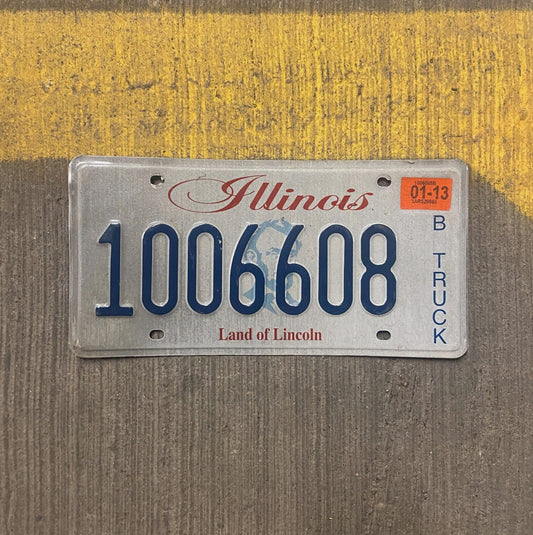 Illinois
01-13
1006608
B TRUCK
Land of Lincoln